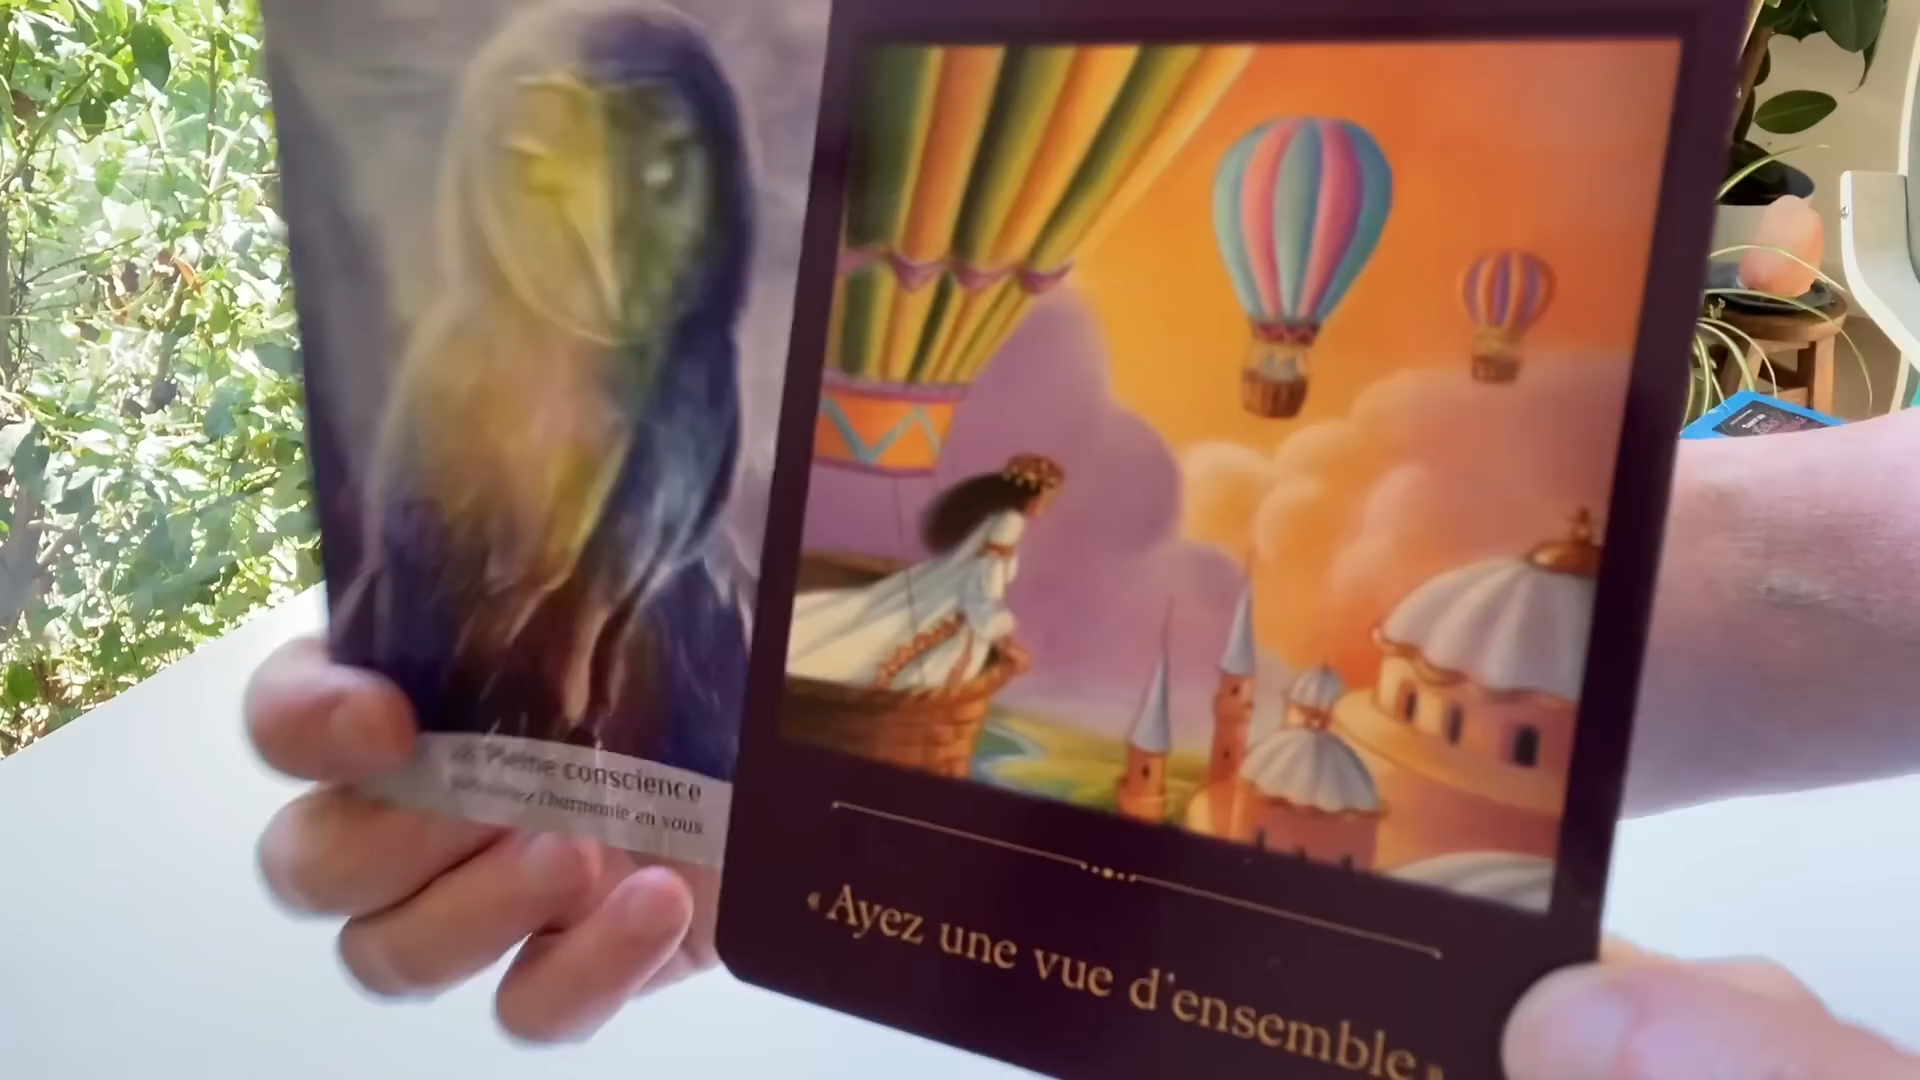 Pleine conscience
l'harmonie en vous
« Ayez une vue d'ensemble »